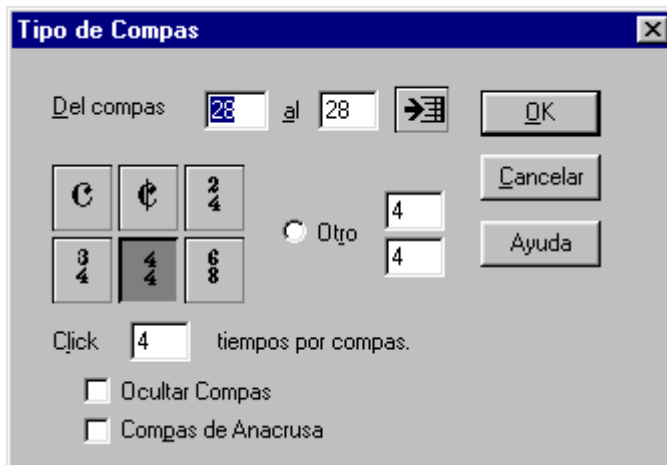 Tipo de Compas
Del compas 28 al 28
OK
Cancelar
Ayuda
C ¢ 2/4
3/4 4/4 6/8
Otro 4
4
Click 4 tiempos por compas.
Ocultar Compas
Compas de Anacrusa